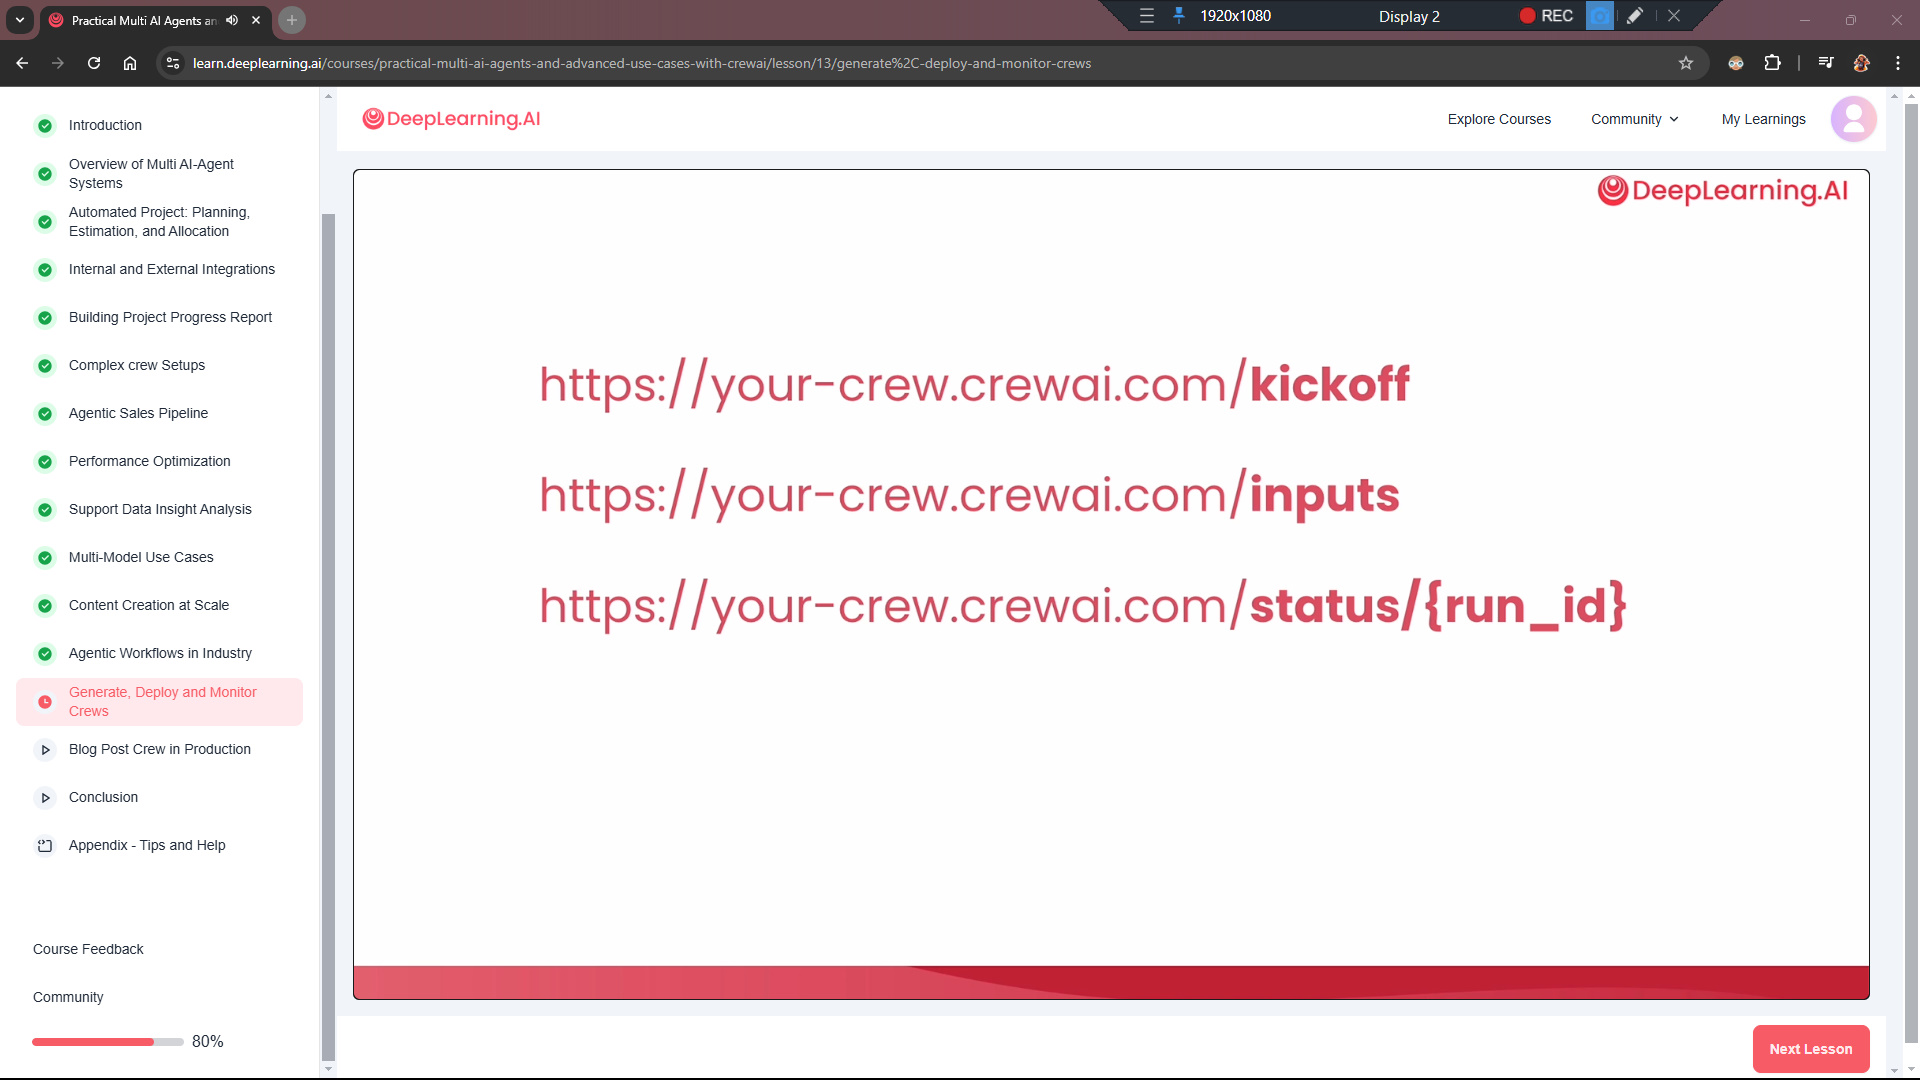 Practical Multi AI Agents an
1920x1080
Display 2
REC
learn.deeplearning.ai/courses/practical-multi-ai-agents-and-advanced-use-cases-with-crewai/lesson/13/generate%2C-deploy-and-monitor-crews
Introduction
Overview of Multi AI-Agent
Systems
Automated Project: Planning,
Estimation, and Allocation
Internal and External Integrations
Building Project Progress Report
Complex crew Setups
Agentic Sales Pipeline
Performance Optimization
Support Data Insight Analysis
Multi-Model Use Cases
Content Creation at Scale
Agentic Workflows in Industry
Generate, Deploy and Monitor
Crews
Blog Post Crew in Production
Conclusion
Appendix - Tips and Help
Course Feedback
Community
80%
DeepLearning.AI
Explore Courses
Community
My Learnings
DeepLearning.AI
https://your-crew.crewai.com/kickoff
https://your-crew.crewai.com/inputs
https://your-crew.crewai.com/status/{run_id}
Next Lesson